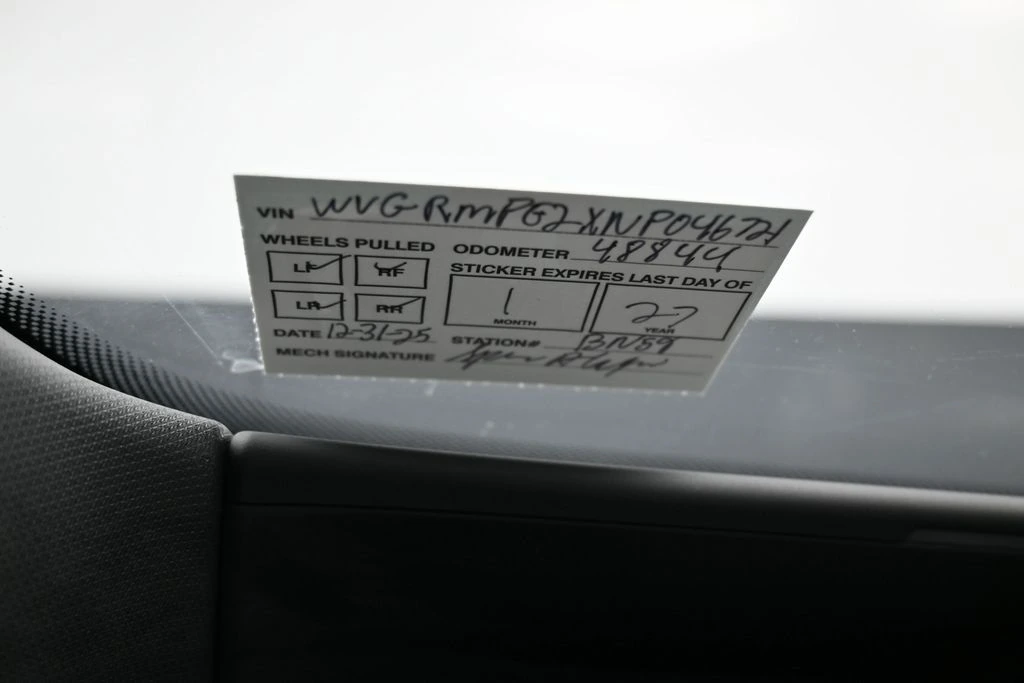 VIN WVGRMPE2XNP046721
WHEELS PULLED ODOMETER 48844
LF RF STICKER EXPIRES LAST DAY OF
LR RR 1 27
MONTH YEAR
DATE 12-31-25 STATION# BN59
MECH SIGNATURE